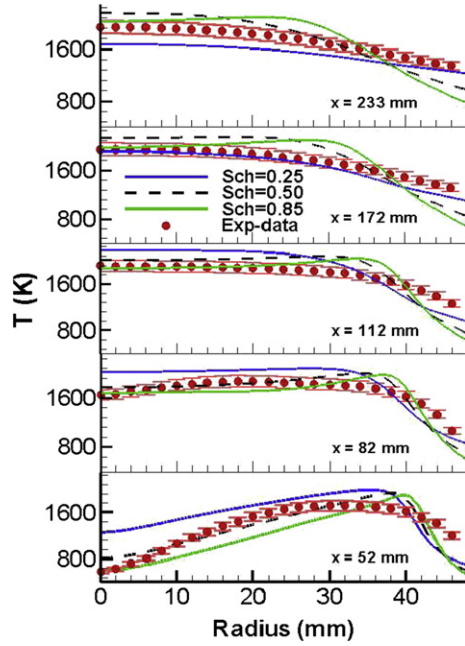 1600
800
x = 233 mm
1600
800
Sch=0.25
Sch=0.50
Sch=0.85
Exp-data
x = 172 mm
T (K)
1600
800
x = 112 mm
1600
800
x = 82 mm
1600
800
x = 52 mm
0 10 20 30 40
Radius (mm)